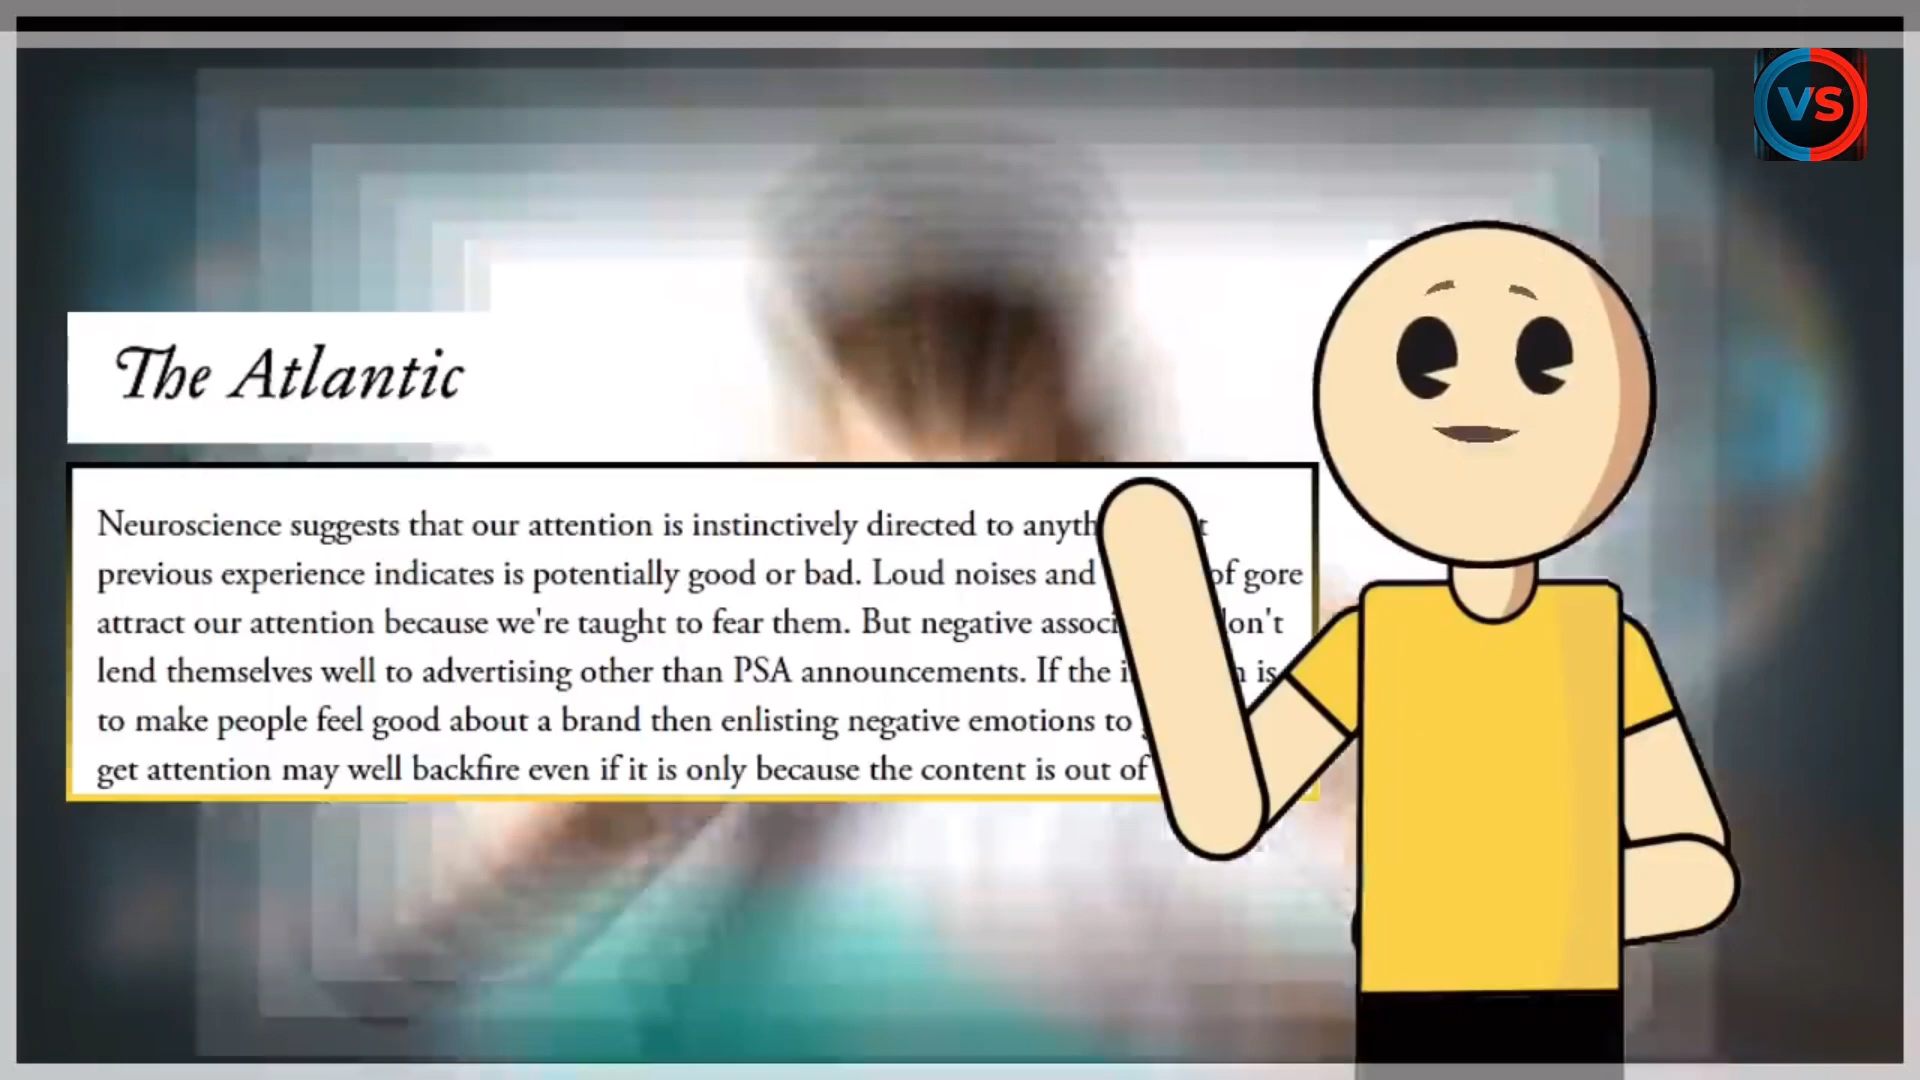 VS
The Atlantic
Neuroscience suggests that our attention is instinctively directed to
previous experience indicates is potentially good or bad. Loud noises and of gore
attract our attention because we're taught to fear them. But negative
lend themselves well to advertising other than PSA announcements. If the is
to make people feel good about a brand then enlisting negative emotions to
get attention may well backfire even if it is only because the content is out of